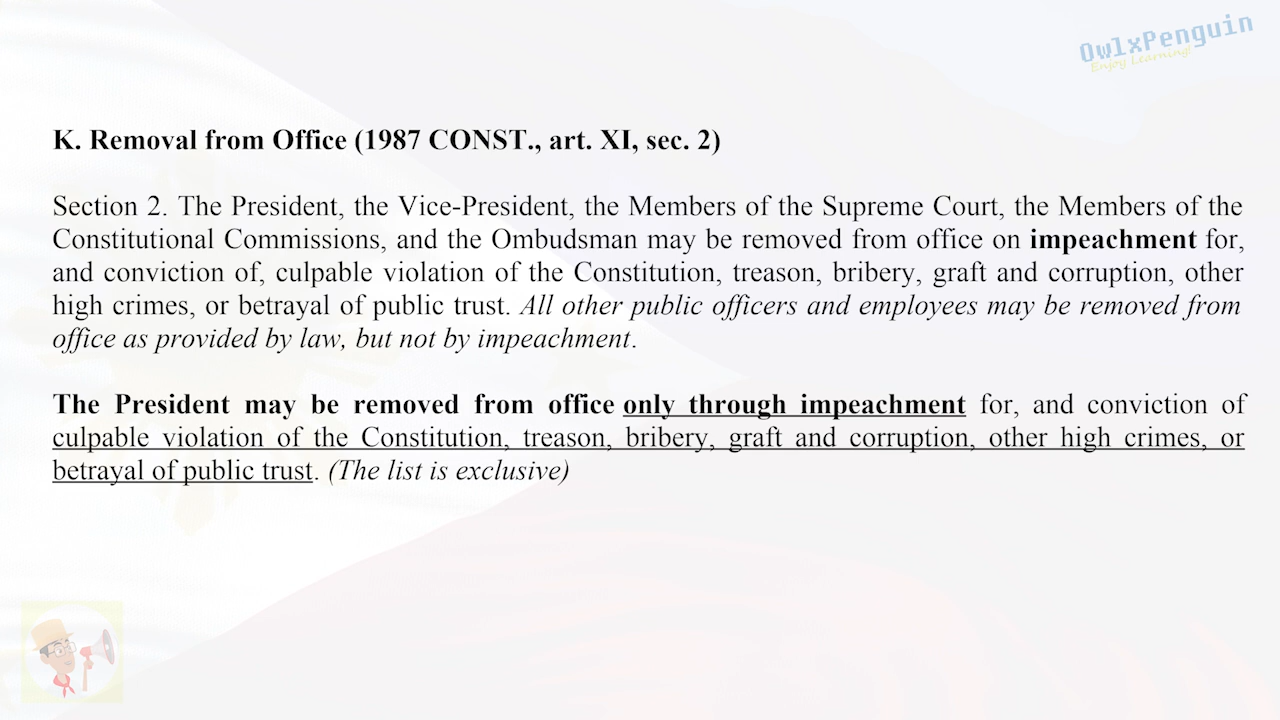 OwlxPenguin
Enjoy Learning!
K. Removal from Office (1987 CONST., art. XI, sec. 2)
Section 2. The President, the Vice-President, the Members of the Supreme Court, the Members of the
Constitutional Commissions, and the Ombudsman may be removed from office on impeachment for,
and conviction of, culpable violation of the Constitution, treason, bribery, graft and corruption, other
high crimes, or betrayal of public trust. All other public officers and employees may be removed from
office as provided by law, but not by impeachment.
The President may be removed from office only through impeachment for, and conviction of
culpable violation of the Constitution, treason, bribery, graft and corruption, other high crimes, or
betrayal of public trust. (The list is exclusive)